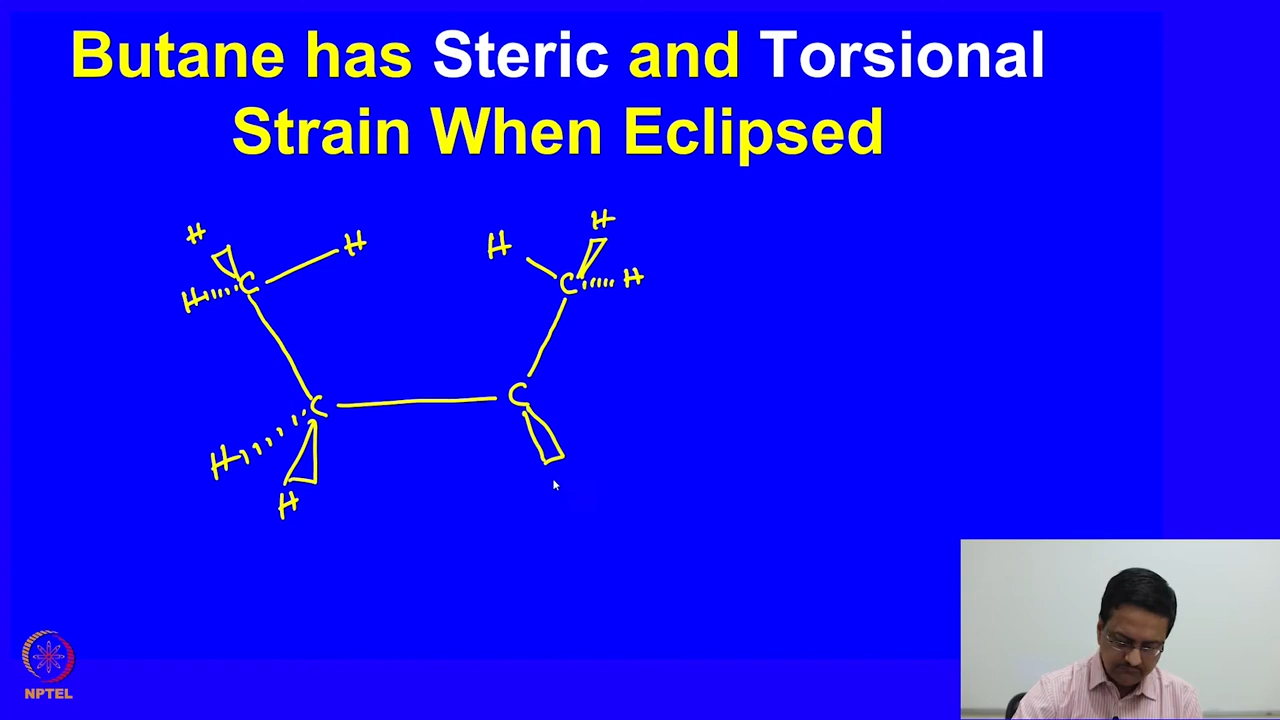 Butane has Steric and Torsional
Strain When Eclipsed
H H H H
H C C H
C C
H
H
NPTEL